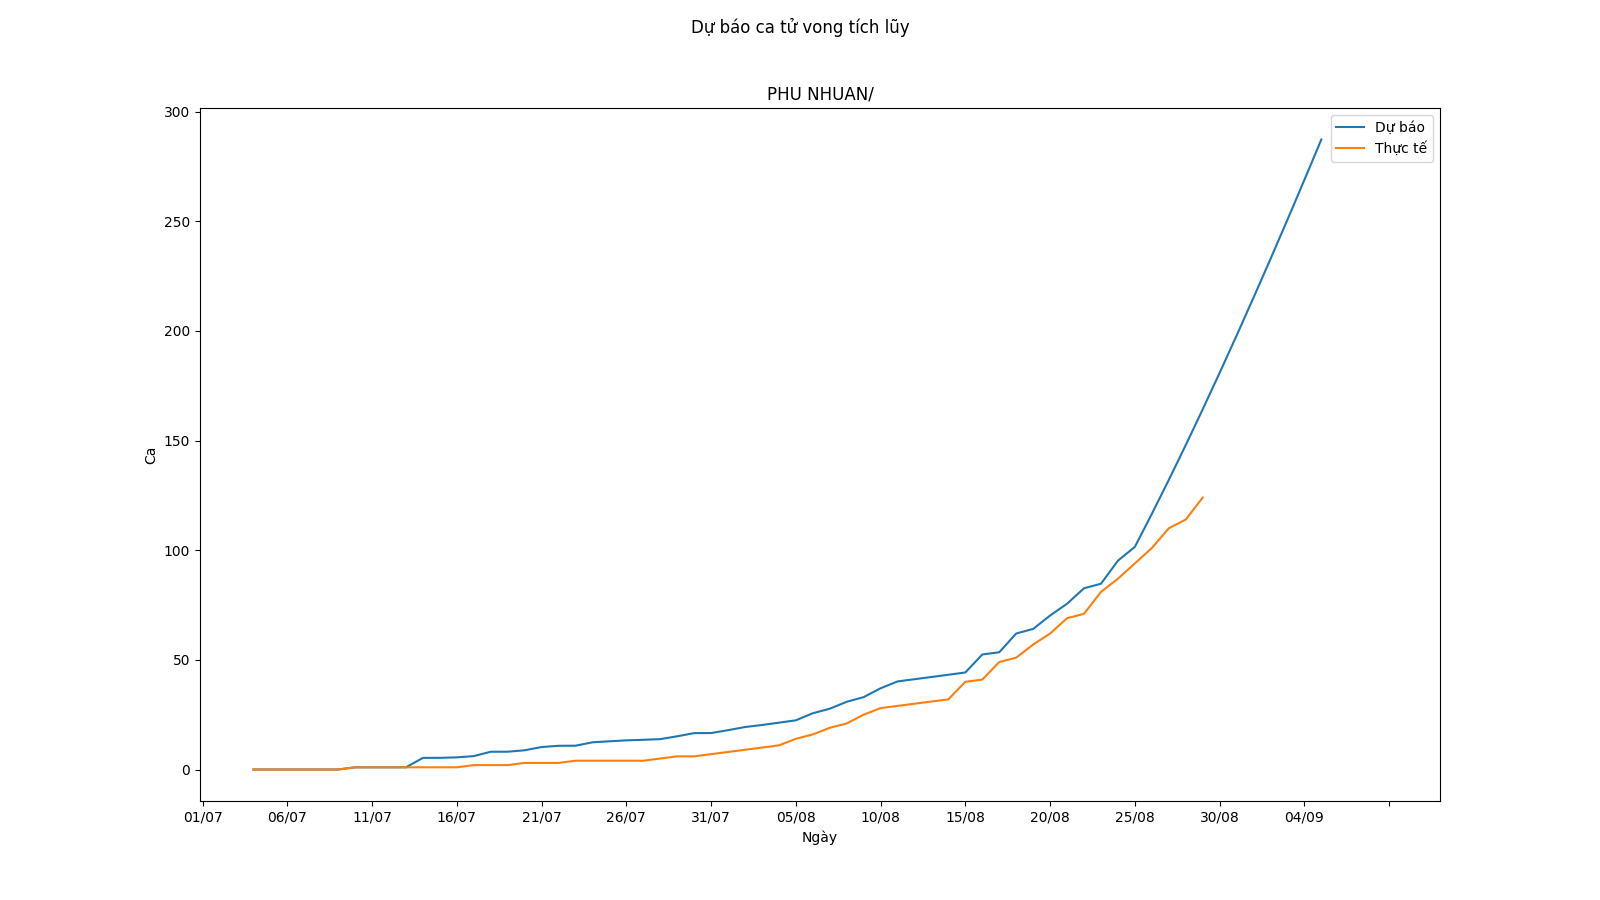 Dự báo ca tử vong tích lũy
PHU NHUAN/
300
250
200
150
100
50
0
Ca
Dự báo
Thực tế
01/07 06/07 11/07 16/07 21/07 26/07 31/07 05/08 10/08 15/08 20/08 25/08 30/08 04/09
Ngày